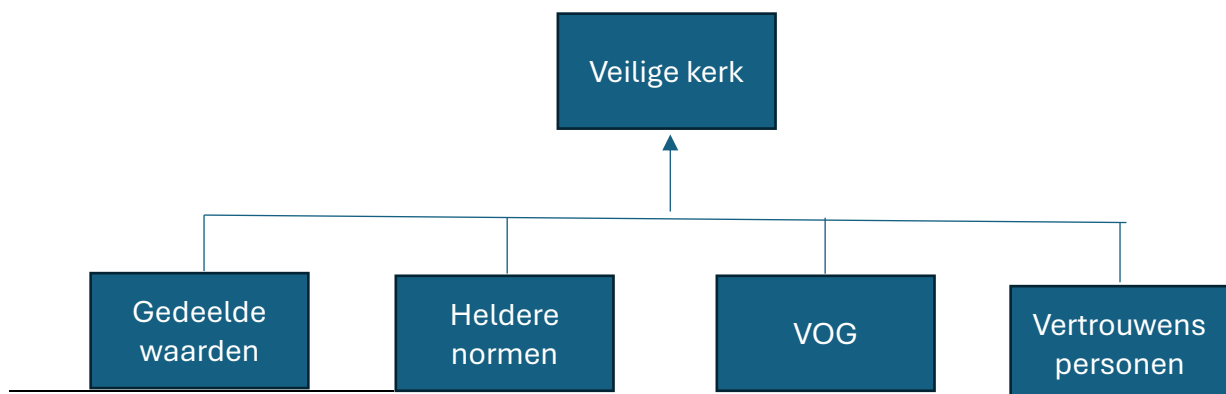 Veilige kerk
Gedeelde
waarden
Heldere
normen
VOG
Vertrouwens
personen